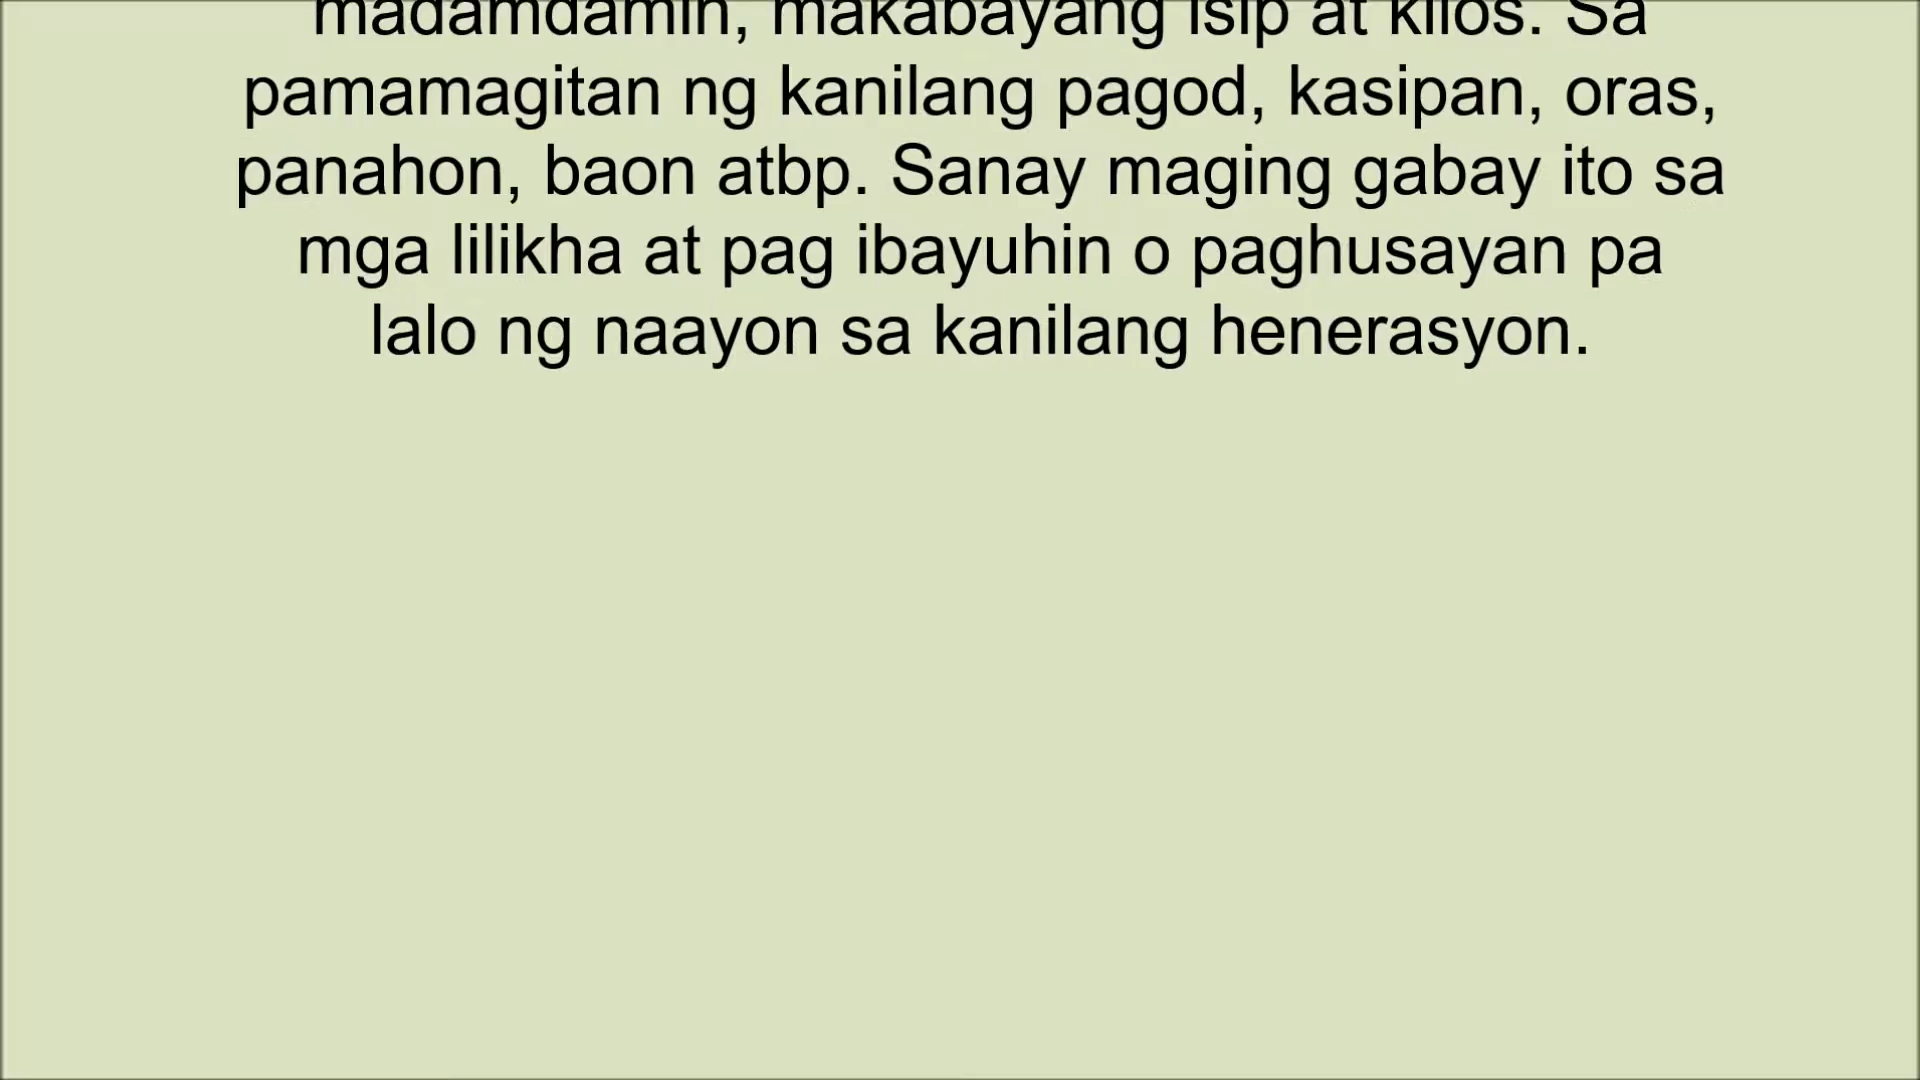 madamdamin, makabayang isip at kilos. Sa
pamamagitan ng kanilang pagod, kasipan, oras,
panahon, baon atbp. Sanay maging gabay ito sa
mga lilikha at pag ibayuhin o paghusayan pa
lalo ng naayon sa kanilang henerasyon.